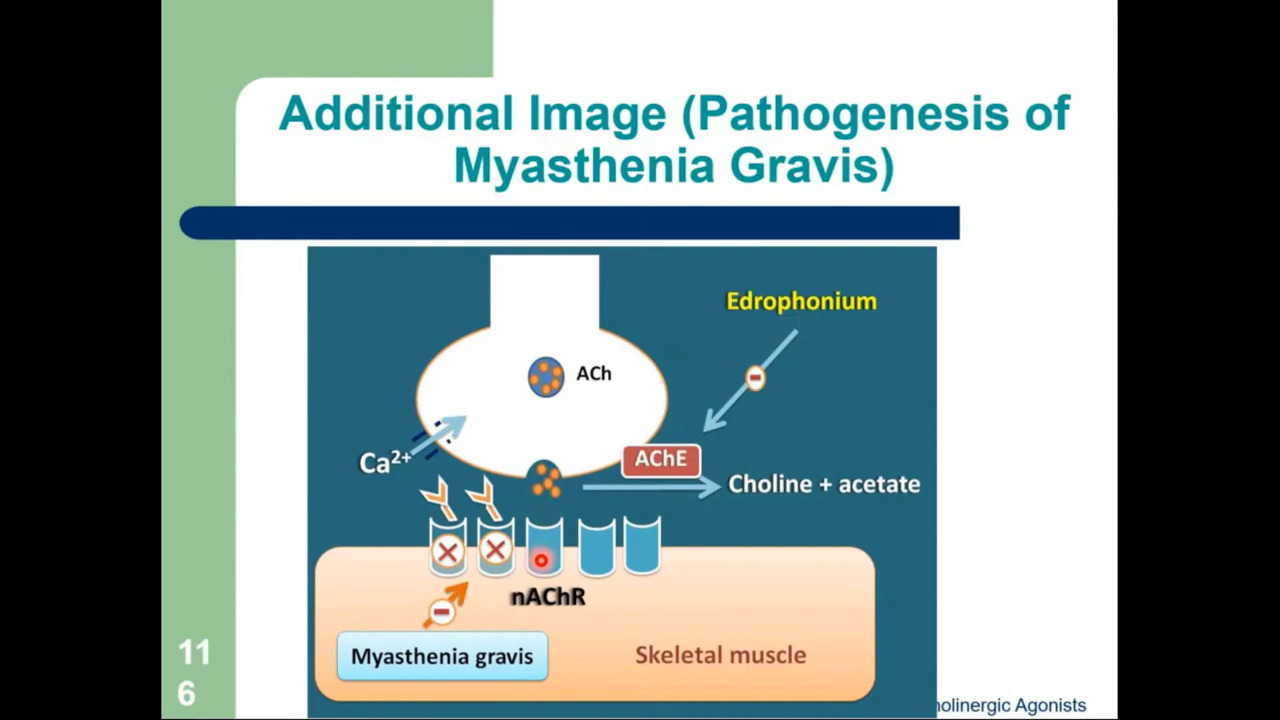 Additional Image (Pathogenesis of
Myasthenia Gravis)
Edrophonium
ACh
Ca2+
AChE
Choline + acetate
nAChR
Myasthenia gravis
Skeletal muscle
11
6
holinergic Agonists